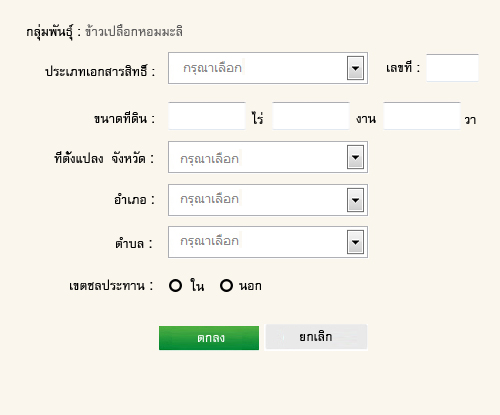 กลุ่มพันธุ์ : ข้าวเปลือกหอมมะลิ
ประเภทเอกสารสิทธิ์ : กรุณาเลือก เลขที่ :
ขนาดที่ดิน : ไร่ งาน วา
ที่ตั้งแปลง จังหวัด : กรุณาเลือก
อำเภอ : กรุณาเลือก
ตำบล : กรุณาเลือก
เขตชลประทาน : ใน นอก
ตกลง ยกเลิก